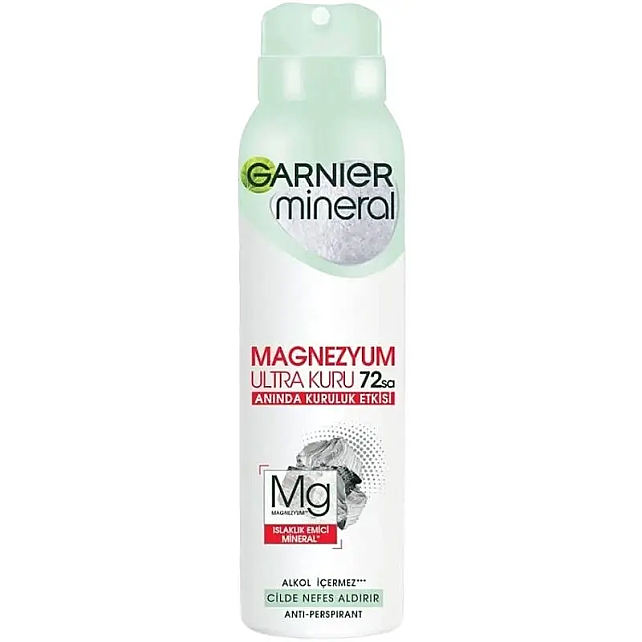 GARNIER
mineral
MAGNEZYUM
ULTRA KURU 72sa
ANINDA KURULUK ETKİSİ
Mg
MAGNEZYUM**
ISLAKLIK EMİCİ
MİNERAL*
ALKOL İÇERMEZ***
CİLDE NEFES ALDIRIR
ANTI-PERSPIRANT